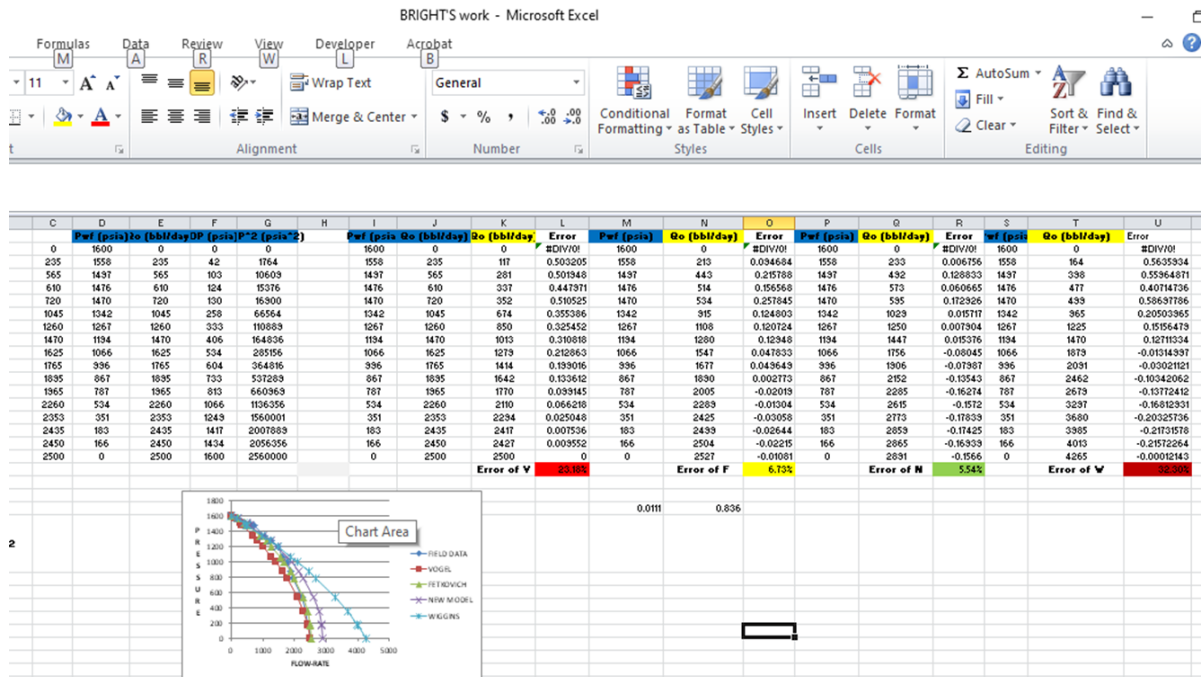 BRIGHT'S work - Microsoft Excel
Formulas Data Review View Developer Acrobat
M A R W L B
11 A A Wrap Text General AutoSum
Fill
A Merge & Center $ % , .00 .00 Conditional Formatting Format as Table Cell Styles Insert Delete Format Clear Sort & Filter Find & Select
Alignment Number Styles Cells Editing
C D E F G H I J K L M N O P Q R S T U
Pwf (psia) Qo (bbl/day DP (psia) P^2 (psia^2) Pwf (psia Qo (bbl/day) Qo (bbl/day) Error Pwf (psia) Qo (bbl/day) Error Pwf (psia) Qo (bbl/day) Error Qo (bbl/day) Error
0 1600 0 0 0 1600 0 0 #DIV/0! 1600 0 #DIV/0! 1600 0 #DIV/0! 1600 0 #DIV/0!
235 1558 235 42 1764 1558 235 117 0.503205 1558 213 0.094684 1558 233 0.006756 1558 164 0.5635934
565 1497 565 103 10609 1497 565 281 0.501948 1497 443 0.215788 1497 492 0.128833 1497 398 0.55964871
610 1476 610 124 15376 1476 610 337 0.447971 1476 514 0.156568 1476 573 0.060665 1476 477 0.40714736
720 1470 720 130 16900 1470 720 352 0.510525 1470 534 0.257845 1470 595 0.172926 1470 499 0.58697786
1045 1342 1045 258 66564 1342 1045 674 0.355386 1342 915 0.124803 1342 1029 0.015717 1342 965 0.20503965
1260 1267 1260 333 110889 1267 1260 850 0.325452 1267 1108 0.120724 1267 1250 0.007904 1267 1225 0.15156479
1470 1194 1470 406 164836 1194 1470 1013 0.310818 1194 1280 0.12948 1194 1447 0.015376 1194 1470 0.12711334
1625 1066 1625 534 285156 1066 1625 1279 0.212863 1066 1547 0.047833 1066 1756 -0.08045 1066 1879 -0.01314997
1765 996 1765 604 364816 996 1765 1414 0.199016 996 1677 0.049649 996 1906 -0.07987 996 2091 -0.03021121
1895 867 1895 733 537289 867 1895 1642 0.133612 867 1890 0.002773 867 2152 -0.13543 867 2462 -0.10342062
1965 787 1965 813 660969 787 1965 1770 0.099145 787 2005 -0.02019 787 2285 -0.16274 787 2679 -0.13772412
2260 534 2260 1066 1136356 534 2260 2110 0.066218 534 2289 -0.01304 534 2615 -0.1572 534 3297 -0.16812931
2353 351 2353 1249 1560001 351 2353 2294 0.025048 351 2425 -0.03058 351 2773 -0.17839 351 3680 -0.20325736
2435 183 2435 1417 2007889 183 2435 2417 0.007536 183 2499 -0.02644 183 2859 -0.17425 183 3985 -0.21731578
2450 166 2450 1434 2056356 166 2450 2427 0.009552 166 2504 -0.02215 166 2865 -0.16939 166 4013 -0.21572264
2500 0 2500 1600 2560000 0 2500 2500 0 0 2527 -0.01081 0 2891 -0.1566 0 4265 -0.00012143
Error of V 23.18% Error of F 6.73% Error of N 5.54% Error of W 32.30%
0.0111 0.836
2
1800
1600
1400
1200
1000
800
600
400
200
0
PRESSURE
Chart Area
FIELD DATA
VOGEL
FETKOVICH
NEW MODEL
WIGGINS
0 1000 2000 3000 4000 5000
FLOW-RATE